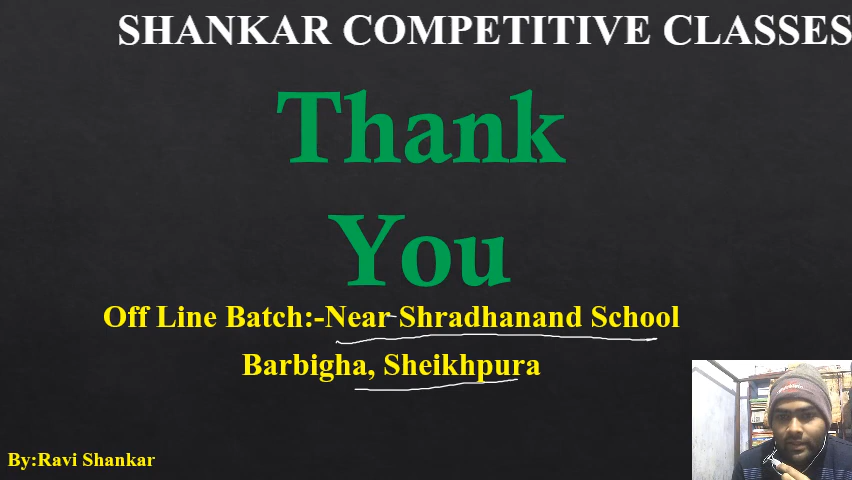 SHANKAR COMPETITIVE CLASSES
Thank
You
Off Line Batch:-Near Shradhanand School
Barbigha, Sheikhpura
By:Ravi Shankar